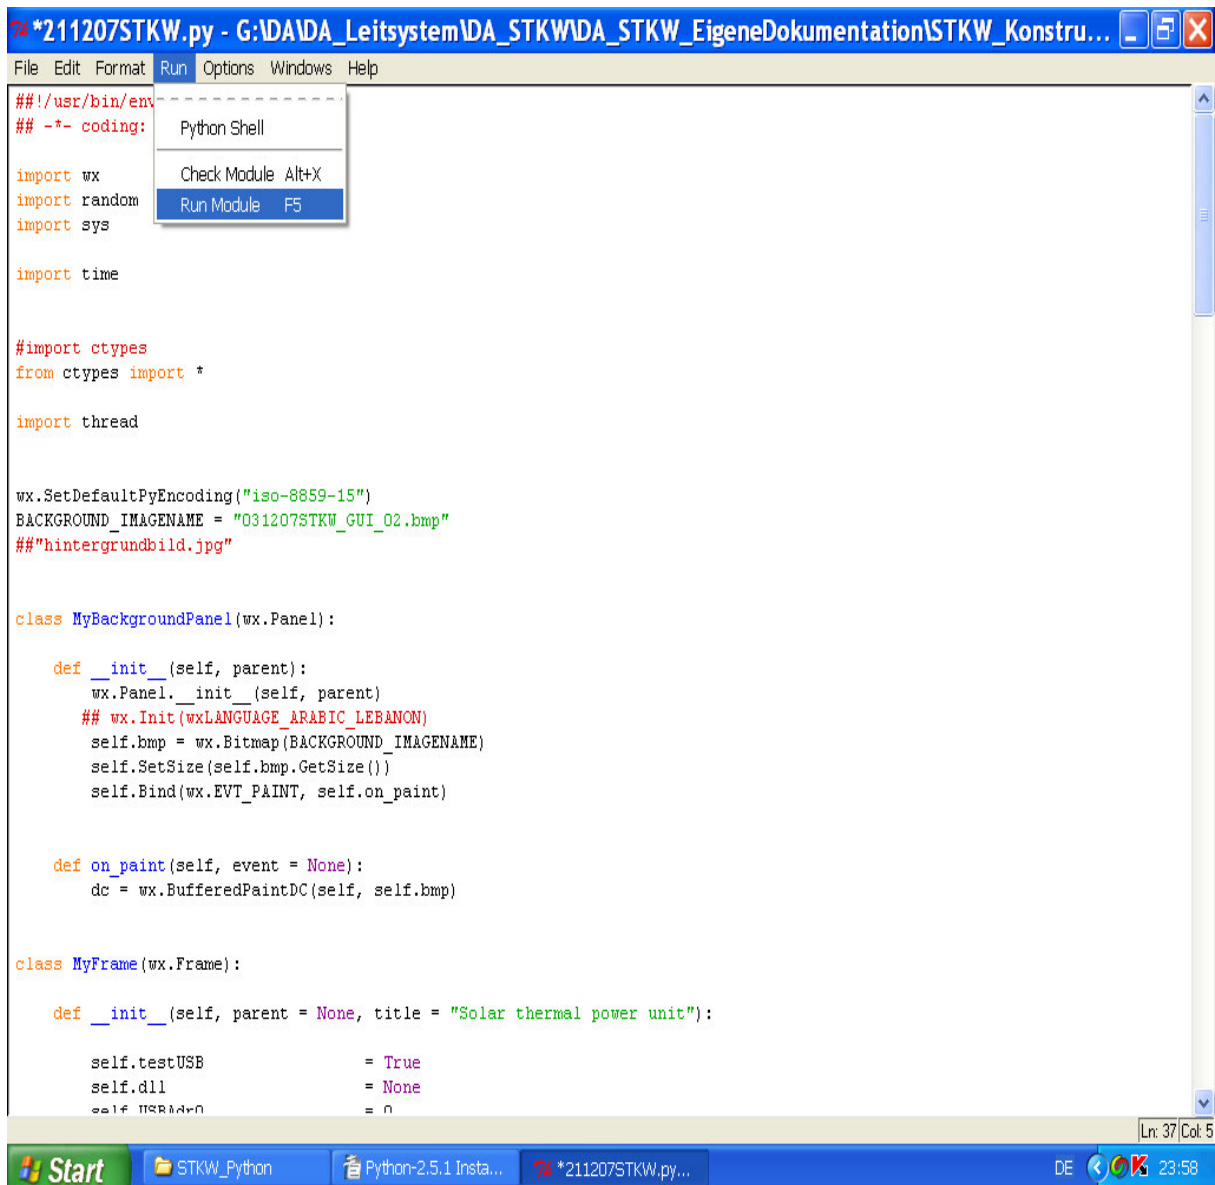 *211207STKW.py - G:\DA\DA_Leitsystem\DA_STKW\DA_STKW_EigeneDokumentation\STKW_Konstru...
File Edit Format Run Options Windows Help
##!/usr/bin/env
## -*- coding:
Python Shell
Check Module Alt+X
Run Module F5
import wx
import random
import sys
import time
#import ctypes
from ctypes import *
import thread
wx.SetDefaultPyEncoding("iso-8859-15")
BACKGROUND_IMAGENAME = "031207STKW_GUI_02.bmp"
##"hintergrundbild.jpg"
class MyBackgroundPanel(wx.Panel):
def __init__(self, parent):
wx.Panel.__init__(self, parent)
## wx.Init(wxLANGUAGE_ARABIC_LEBANON)
self.bmp = wx.Bitmap(BACKGROUND_IMAGENAME)
self.SetSize(self.bmp.GetSize())
self.Bind(wx.EVT_PAINT, self.on_paint)
def on_paint(self, event = None):
dc = wx.BufferedPaintDC(self, self.bmp)
class MyFrame(wx.Frame):
def __init__(self, parent = None, title = "Solar thermal power unit"):
self.testUSB = True
self.dll = None
self.USBAdr0 = 0
Ln: 37 Col: 5
Start STKW_Python Python-2.5.1 Insta... *211207STKW.py... DE 23:58